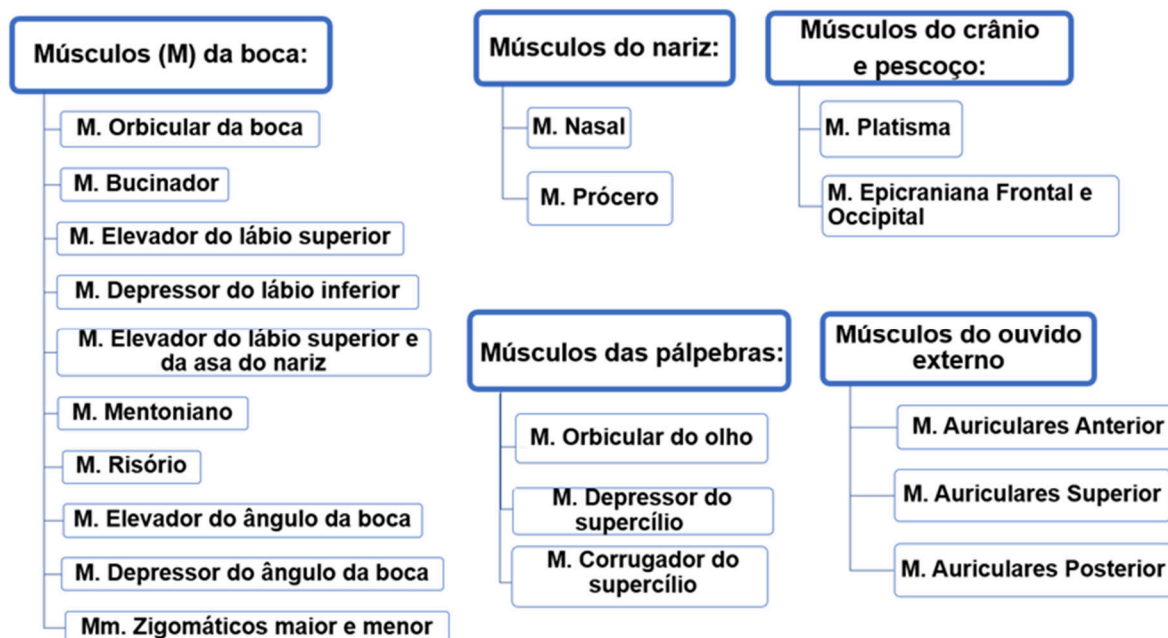 Músculos (M) da boca:
M. Orbicular da boca
M. Bucinador
M. Elevador do lábio superior
M. Depressor do lábio inferior
M. Elevador do lábio superior e
da asa do nariz
M. Mentoniano
M. Risório
M. Elevador do ângulo da boca
M. Depressor do ângulo da boca
Mm. Zigomáticos maior e menor
Músculos do nariz:
M. Nasal
M. Prócero
Músculos do crânio
e pescoço:
M. Platisma
M. Epicraniana Frontal e
Occipital
Músculos das pálpebras:
M. Orbicular do olho
M. Depressor do
supercílio
M. Corrugador do
supercílio
Músculos do ouvido
externo
M. Auriculares Anterior
M. Auriculares Superior
M. Auriculares Posterior